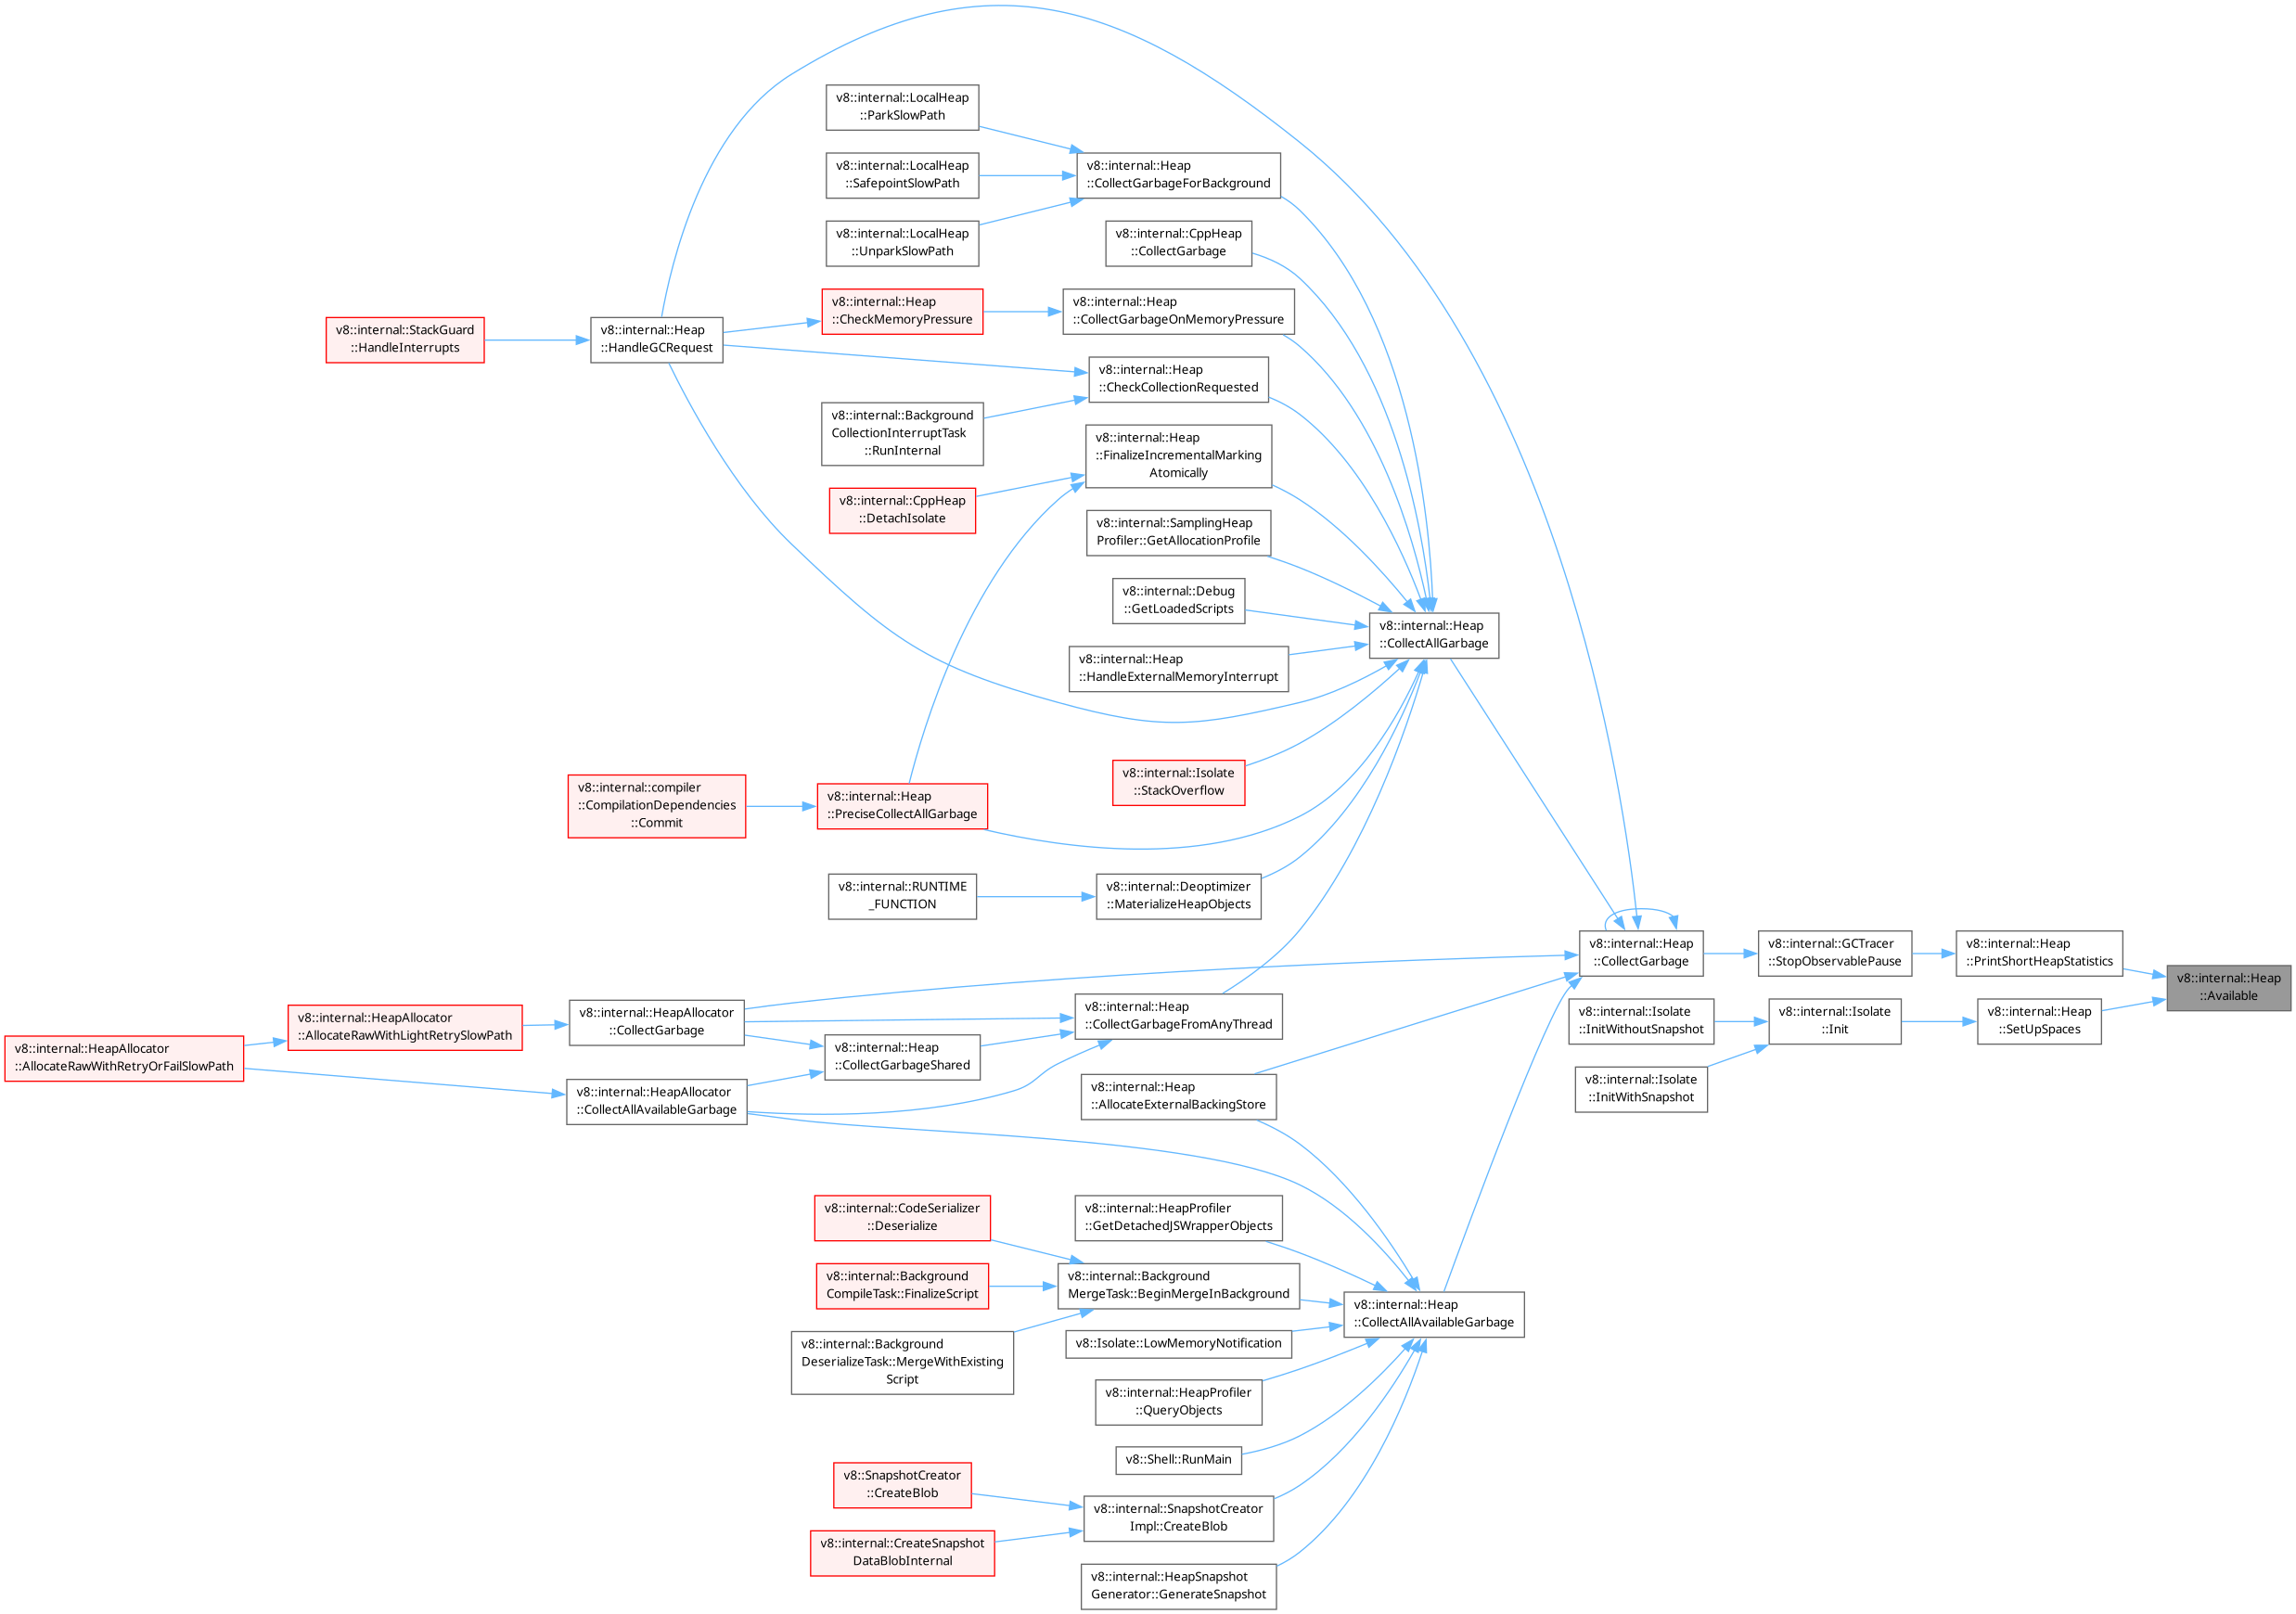 v8::internal::LocalHeap
::ParkSlowPath
v8::internal::LocalHeap
::SafepointSlowPath
v8::internal::Heap
::CollectGarbageForBackground
v8::internal::LocalHeap
::UnparkSlowPath
v8::internal::CppHeap
::CollectGarbage
v8::internal::StackGuard
::HandleInterrupts
v8::internal::Heap
::HandleGCRequest
v8::internal::Heap
::CheckMemoryPressure
v8::internal::Heap
::CollectGarbageOnMemoryPressure
v8::internal::Heap
::CheckCollectionRequested
v8::internal::Background
CollectionInterruptTask
::RunInternal
v8::internal::Heap
::FinalizeIncrementalMarking
Atomically
v8::internal::CppHeap
::DetachIsolate
v8::internal::SamplingHeap
Profiler::GetAllocationProfile
v8::internal::Debug
::GetLoadedScripts
v8::internal::Heap
::CollectAllGarbage
v8::internal::Heap
::HandleExternalMemoryInterrupt
v8::internal::Isolate
::StackOverflow
v8::internal::compiler
::CompilationDependencies
::Commit
v8::internal::Heap
::PreciseCollectAllGarbage
v8::internal::RUNTIME
_FUNCTION
v8::internal::Deoptimizer
::MaterializeHeapObjects
v8::internal::Heap
::CollectGarbage
v8::internal::GCTracer
::StopObservablePause
v8::internal::Heap
::PrintShortHeapStatistics
v8::internal::Heap
::Available
v8::internal::HeapAllocator
::AllocateRawWithRetryOrFailSlowPath
v8::internal::HeapAllocator
::AllocateRawWithLightRetrySlowPath
v8::internal::HeapAllocator
::CollectGarbage
v8::internal::Heap
::CollectGarbageFromAnyThread
v8::internal::Isolate
::InitWithoutSnapshot
v8::internal::Isolate
::Init
v8::internal::Heap
::SetUpSpaces
v8::internal::Heap
::CollectGarbageShared
v8::internal::HeapAllocator
::CollectAllAvailableGarbage
v8::internal::Heap
::AllocateExternalBackingStore
v8::internal::Isolate
::InitWithSnapshot
v8::internal::CodeSerializer
::Deserialize
v8::internal::HeapProfiler
::GetDetachedJSWrapperObjects
v8::internal::Background
CompileTask::FinalizeScript
v8::internal::Background
MergeTask::BeginMergeInBackground
v8::internal::Heap
::CollectAllAvailableGarbage
v8::internal::Background
DeserializeTask::MergeWithExisting
Script
v8::Isolate::LowMemoryNotification
v8::internal::HeapProfiler
::QueryObjects
v8::Shell::RunMain
v8::SnapshotCreator
::CreateBlob
v8::internal::SnapshotCreator
Impl::CreateBlob
v8::internal::CreateSnapshot
DataBlobInternal
v8::internal::HeapSnapshot
Generator::GenerateSnapshot